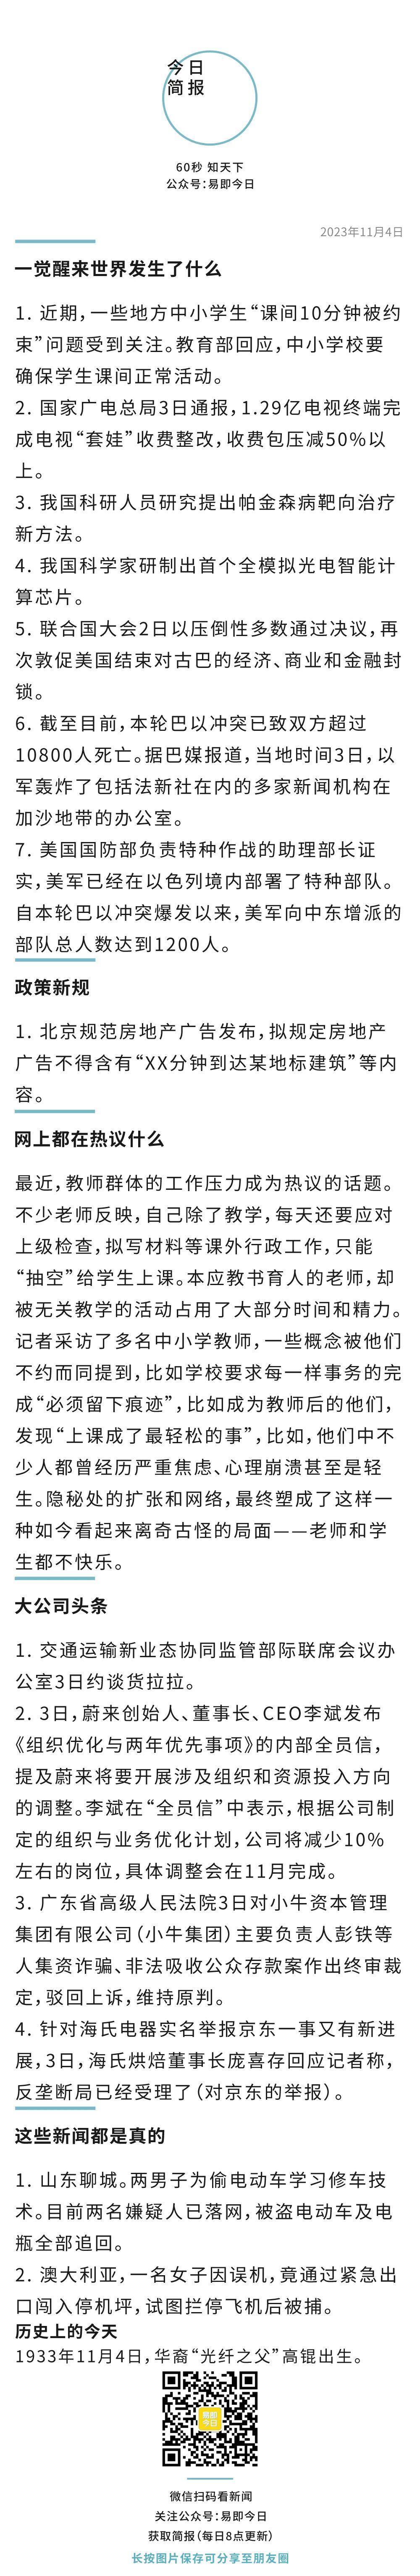 今日
简报
60秒 知天下
公众号:易即今日
2023年11月4日
一觉醒来世界发生了什么
1. 近期,一些地方中小学生“课间10分钟被约
束”问题受到关注。教育部回应,中小学校要
确保学生课间正常活动。
2. 国家广电总局3日通报,1.29亿电视终端完
成电视“套娃”收费整改,收费包压减50%以
上。
3. 我国科研人员研究提出帕金森病靶向治疗
新方法。
4. 我国科学家研制出首个全模拟光电智能计
算芯片。
5. 联合国大会2日以压倒性多数通过决议,再
次敦促美国结束对古巴的经济、商业和金融封
锁。
6. 截至目前,本轮巴以冲突已致双方超过
10800人死亡。据巴媒报道,当地时间3日,以
军轰炸了包括法新社在内的多家新闻机构在
加沙地带的办公室。
7. 美国国防部负责特种作战的助理部长证
实,美军已经在以色列境内部署了特种部队。
自本轮巴以冲突爆发以来,美军向中东增派的
部队总人数达到1200人。
政策新规
1. 北京规范房地产广告发布,拟规定房地产
广告不得含有“XX分钟到达某地标建筑”等内
容。
网上都在热议什么
最近,教师群体的工作压力成为热议的话题。
不少老师反映,自己除了教学,每天还要应对
上级检查,拟写材料等课外行政工作,只能
“抽空”给学生上课。本应教书育人的老师,却
被无关教学的活动占用了大部分时间和精力。
记者采访了多名中小学教师,一些概念被他们
不约而同提到,比如学校要求每一样事务的完
成“必须留下痕迹”,比如成为教师后的他们,
发现“上课成了最轻松的事”,比如,他们中不
少人都曾经历严重焦虑、心理崩溃甚至是轻
生。隐秘处的扩张和网络,最终塑成了这样一
种如今看起来离奇古怪的局面——老师和学
生都不快乐。
大公司头条
1. 交通运输新业态协同监管部际联席会议办
公室3日约谈货拉拉。
2. 3日,蔚来创始人、董事长、CEO李斌发布
《组织优化与两年优先事项》的内部全员信,
提及蔚来将要开展涉及组织和资源投入方向
的调整。李斌在“全员信”中表示,根据公司制
定的组织与业务优化计划,公司将减少10%
左右的岗位,具体调整会在11月完成。
3. 广东省高级人民法院3日对小牛资本管理
集团有限公司(小牛集团)主要负责人彭铁等
人集资诈骗、非法吸收公众存款案作出终审裁
定,驳回上诉,维持原判。
4. 针对海氏电器实名举报京东一事又有新进
展,3日,海氏烘焙董事长庞喜存回应记者称,
反垄断局已经受理了(对京东的举报)。
这些新闻都是真的
1. 山东聊城。两男子为偷电动车学习修车技
术。目前两名嫌疑人已落网,被盗电动车及电
瓶全部追回。
2. 澳大利亚,一名女子因误机,竟通过紧急出
口闯入停机坪,试图拦停飞机后被捕。
历史上的今天
1933年11月4日,华裔“光纤之父”高锟出生。
易即
今日
微信扫码看新闻
关注公众号:易即今日
获取简报(每日8点更新)
长按图片保存可分享至朋友圈